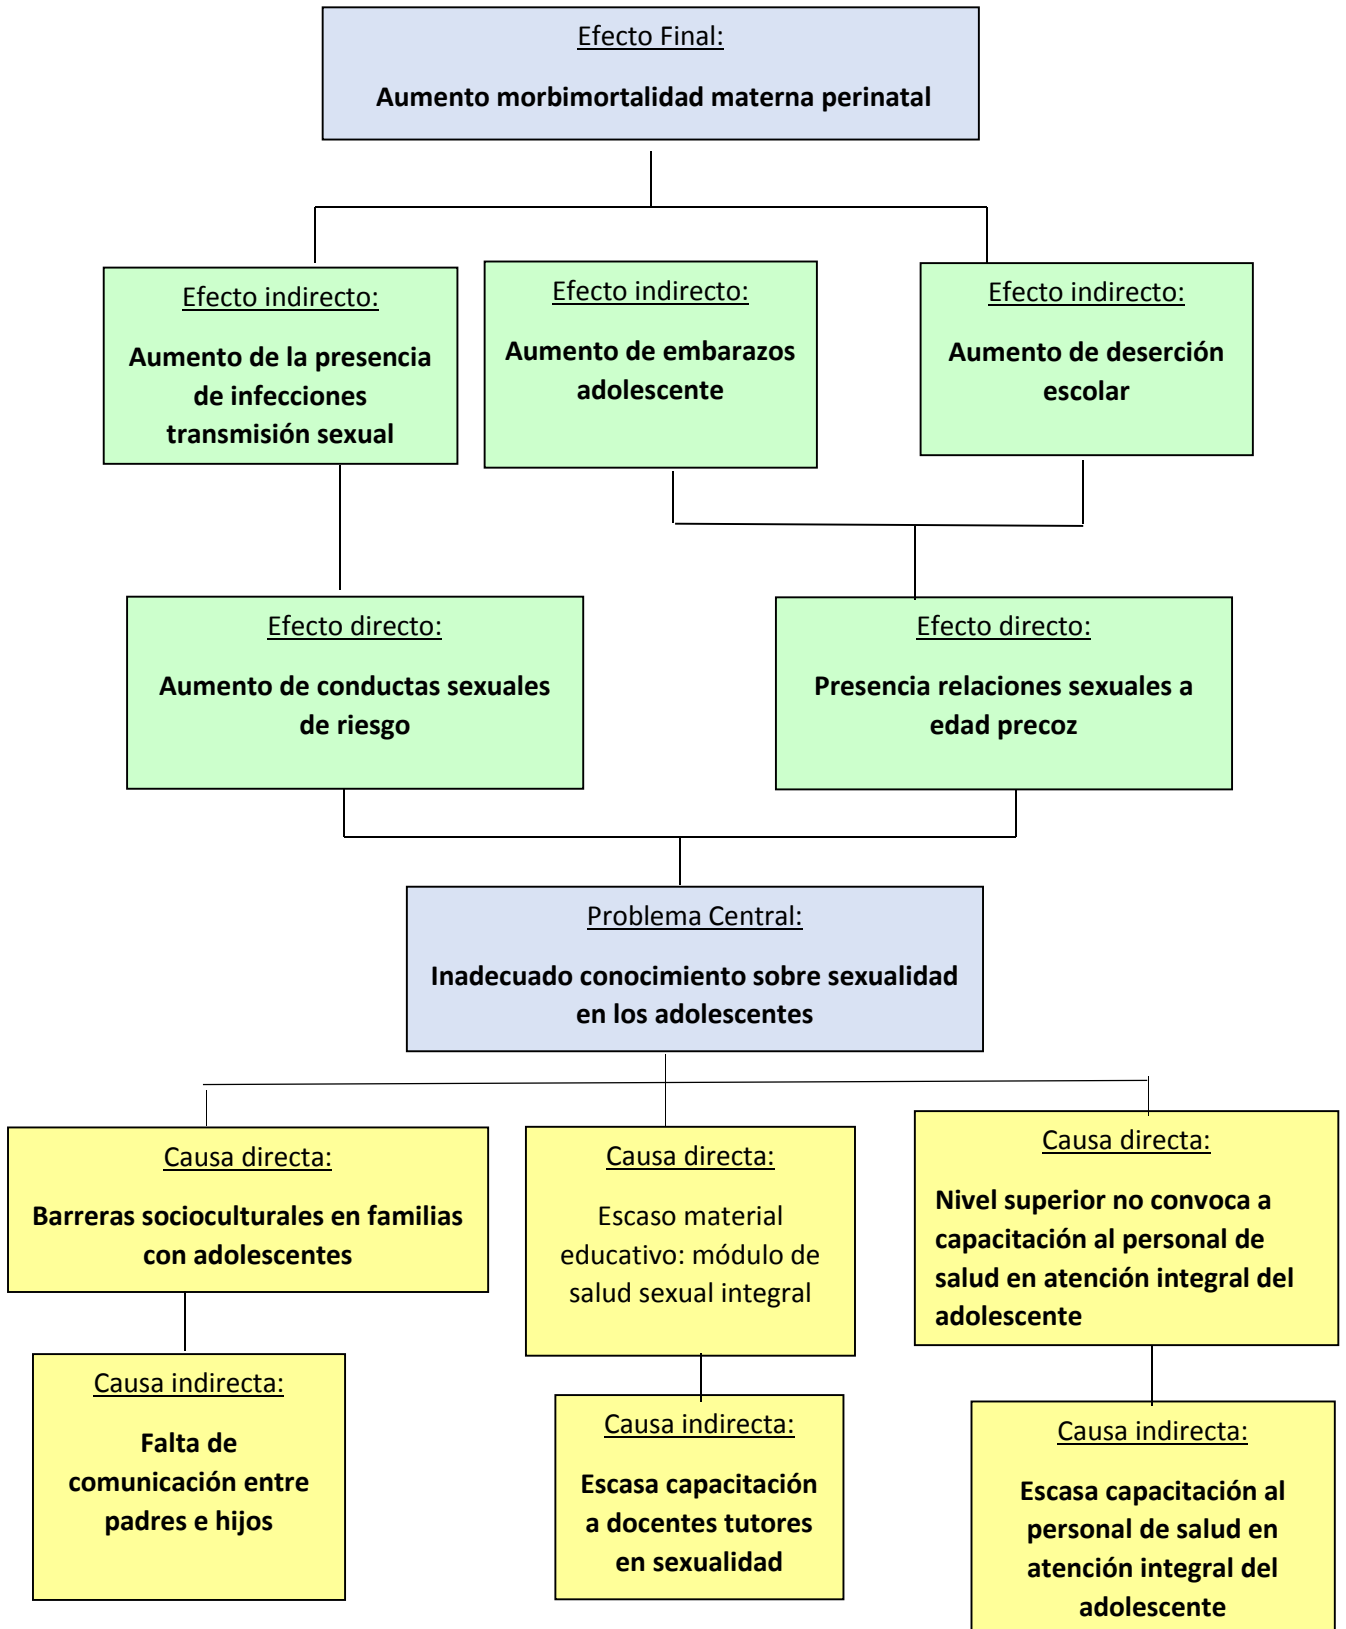 Efecto Final:
Aumento morbimortalidad materna perinatal
Efecto indirecto:
Aumento de la presencia
de infecciones
transmisión sexual
Efecto indirecto:
Aumento de embarazos
adolescente
Efecto indirecto:
Aumento de deserción
escolar
Efecto directo:
Aumento de conductas sexuales
de riesgo
Efecto directo:
Presencia relaciones sexuales a
edad precoz
Problema Central:
Inadecuado conocimiento sobre sexualidad
en los adolescentes
Causa directa:
Barreras socioculturales en familias
con adolescentes
Causa directa:
Escaso material
educativo: módulo de
salud sexual integral
Causa directa:
Nivel superior no convoca a
capacitación al personal de
salud en atención integral del
adolescente
Causa indirecta:
Falta de
comunicación entre
padres e hijos
Causa indirecta:
Escasa capacitación
a docentes tutores
en sexualidad
Causa indirecta:
Escasa capacitación al
personal de salud en
atención integral del
adolescente